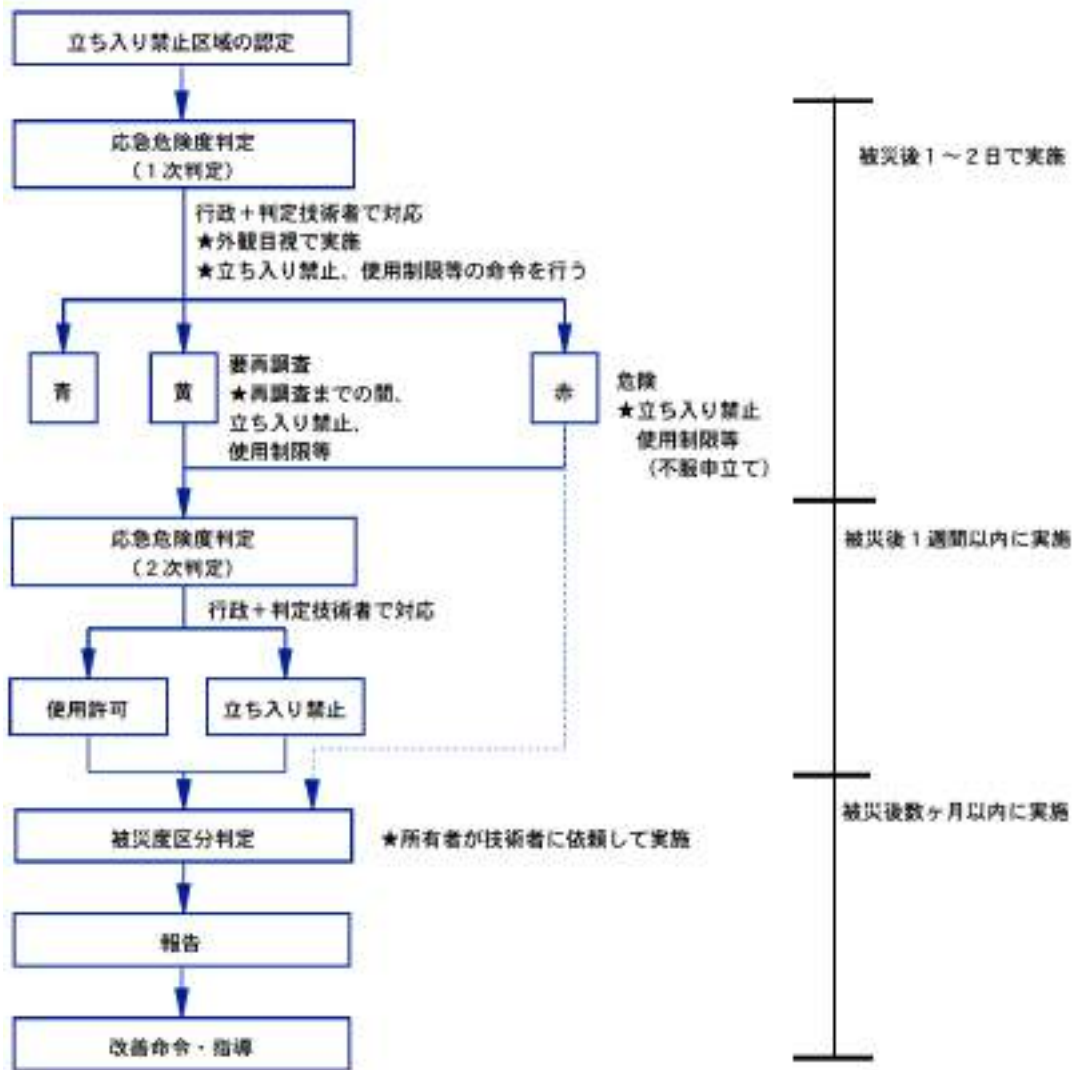 立ち入り禁止区域の認定
応急危険度判定
（１次判定）
被災後１～２日で実施
行政＋判定技術者で対応
★外観目視で実施
★立ち入り禁止、使用制限等の命令を行う
青
黄
要再調査
★再調査までの間、
立ち入り禁止、
使用制限等
赤
危険
★立ち入り禁止
使用制限等
（不服申立て）
応急危険度判定
（２次判定）
被災後１週間以内に実施
行政＋判定技術者で対応
使用許可
立ち入り禁止
被災後数ヶ月以内に実施
被災度区分判定
★所有者が技術者に依頼して実施
報告
改善命令・指導